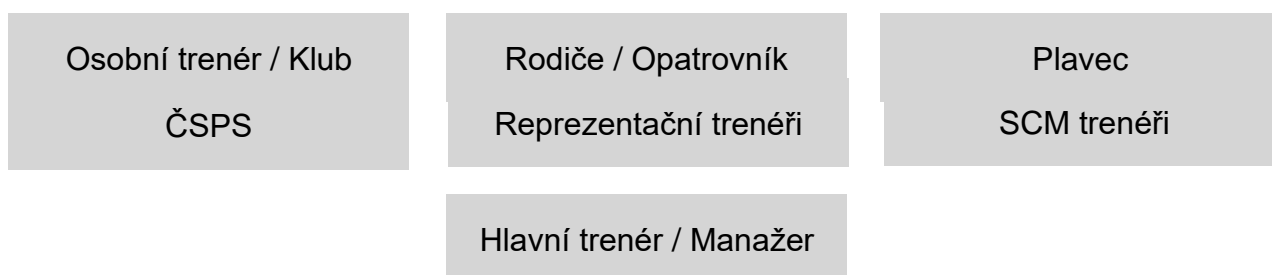 Osobní trenér / Klub
Rodiče / Opatrovník
Plavec
ČSPS
Reprezentační trenéři
SCM trenéři
Hlavní trenér / Manažer